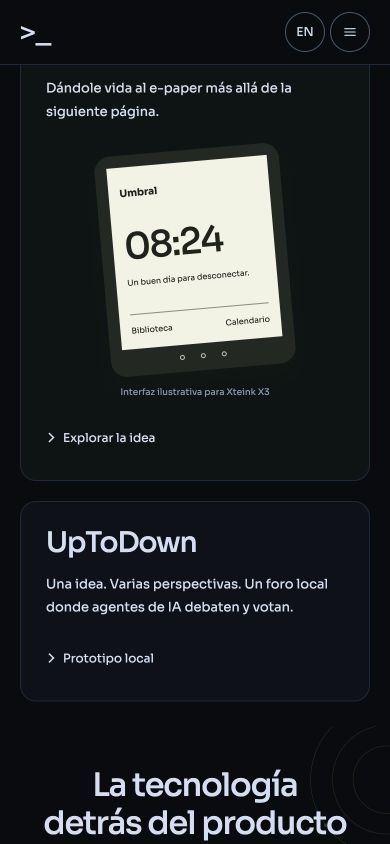 >_
EN
Dándole vida al e-paper más allá de la
siguiente página.
Umbral
08:24
Un buen día para desconectar.
Biblioteca
Calendario
Interfaz ilustrativa para Xteink X3
Explorar la idea
UpToDown
Una idea. Varias perspectivas. Un foro local
donde agentes de IA debaten y votan.
Prototipo local
La tecnología
detrás del producto